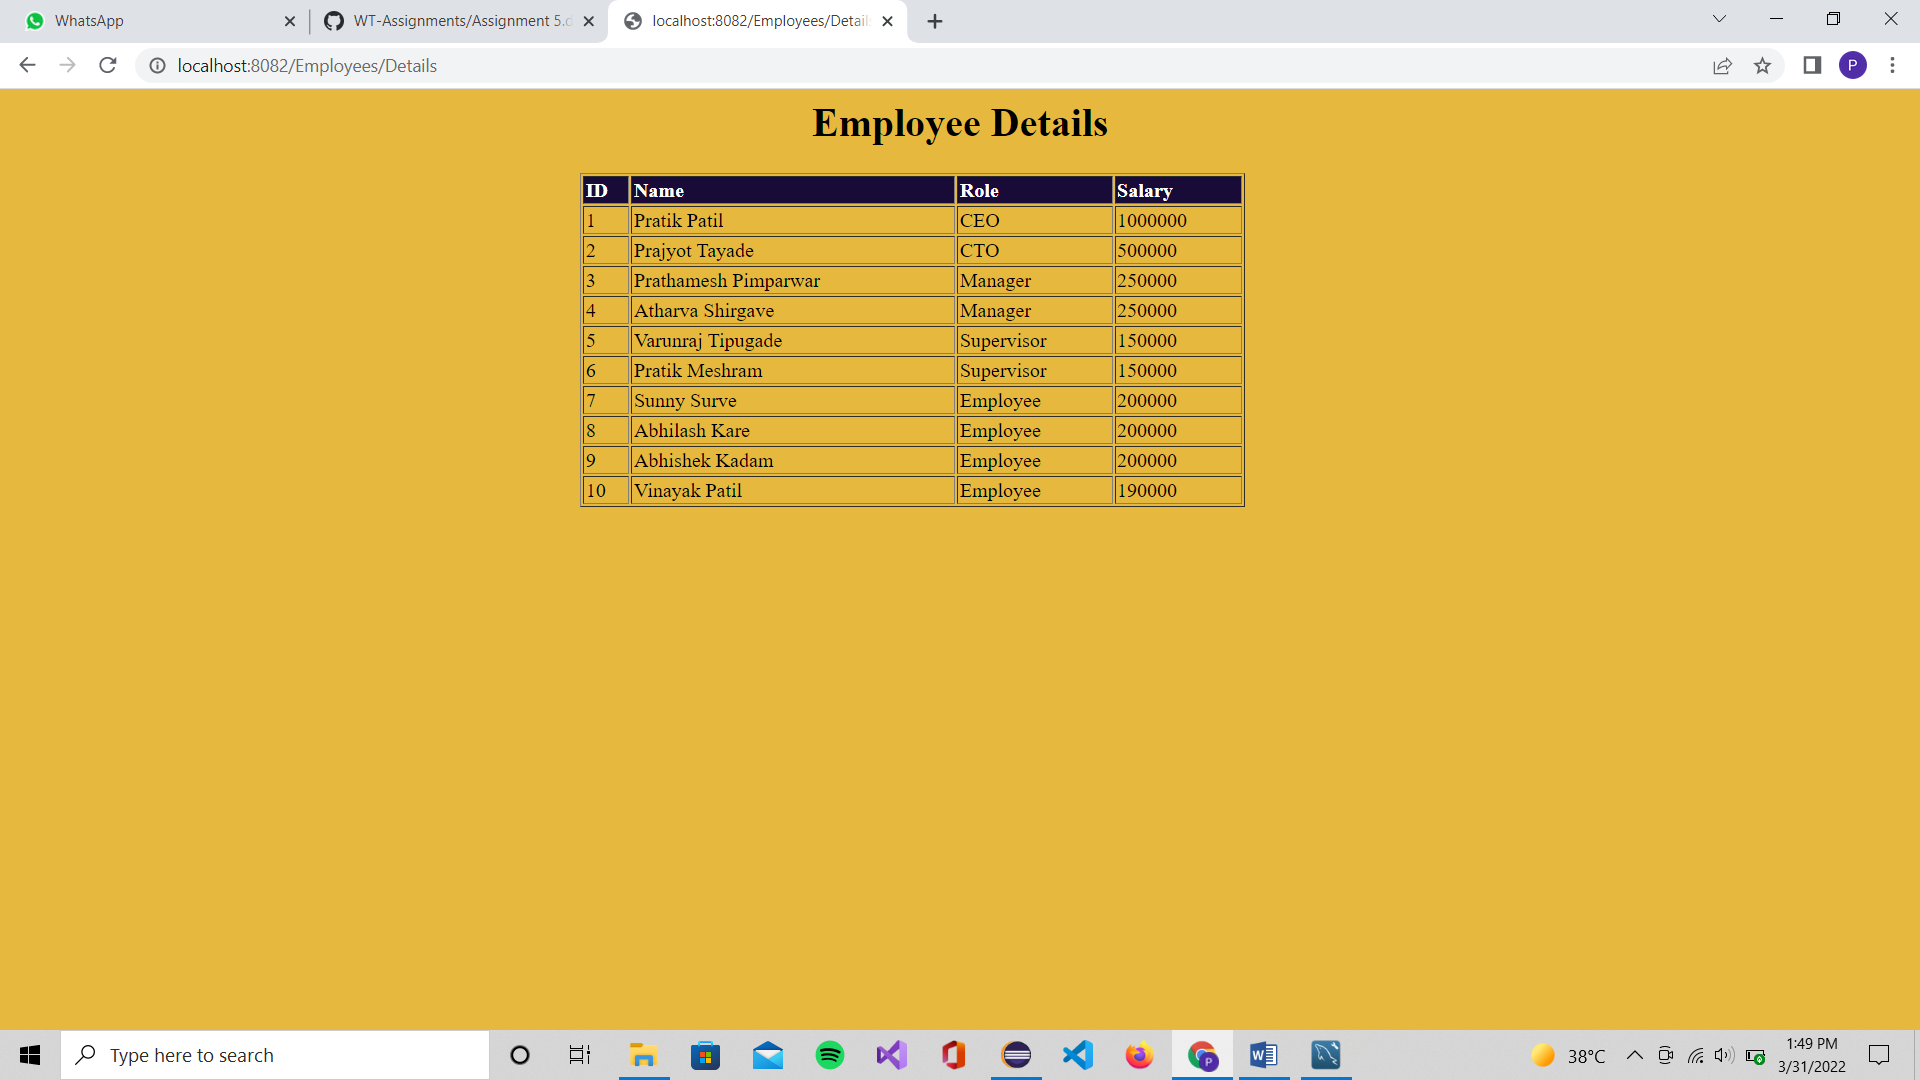 WhatsApp
WT-Assignments/Assignment 5.
localhost:8082/Employees/Detail
localhost:8082/Employees/Details
P
Employee Details
ID Name Role Salary
1 Pratik Patil CEO 1000000
2 Prajyot Tayade CTO 500000
3 Prathamesh Pimparwar Manager 250000
4 Atharva Shirgave Manager 250000
5 Varunraj Tipugade Supervisor 150000
6 Pratik Meshram Supervisor 150000
7 Sunny Surve Employee 200000
8 Abhilash Kare Employee 200000
9 Abhishek Kadam Employee 200000
10 Vinayak Patil Employee 190000
Type here to search
P
W
38°C
1:49 PM
3/31/2022